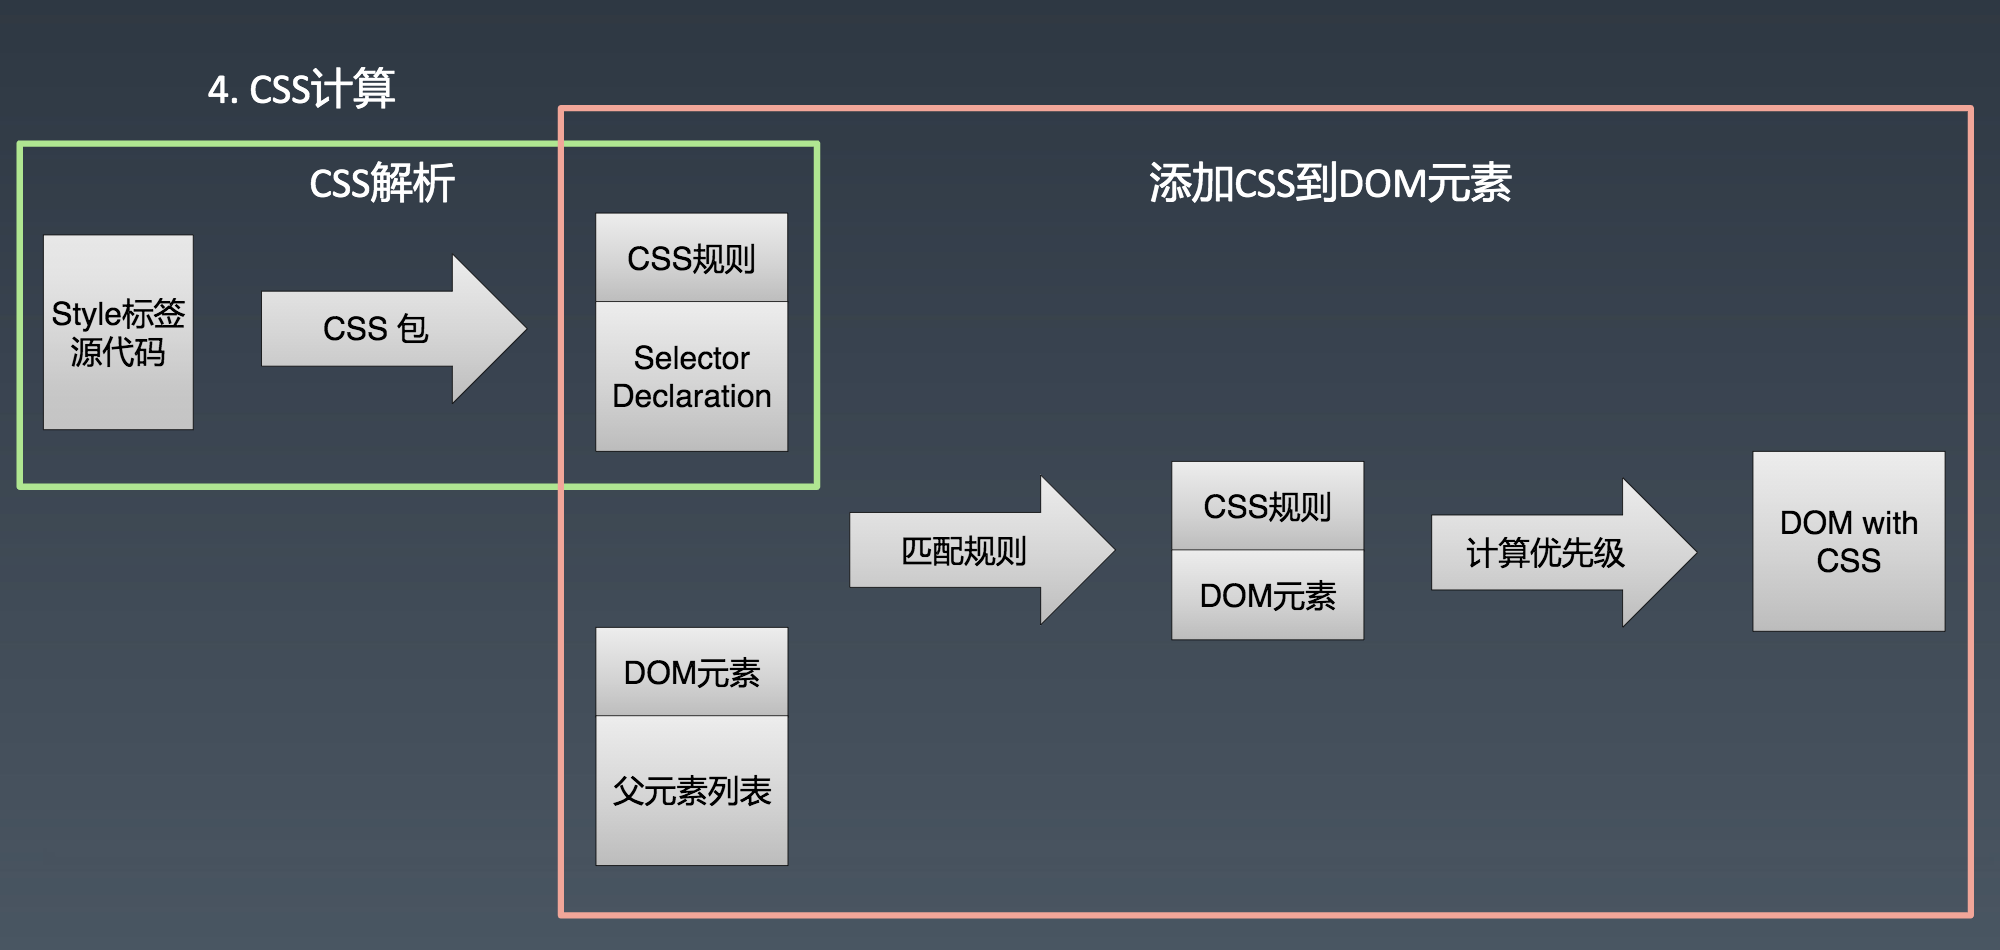 4. CSS计算
CSS解析
添加CSS到DOM元素
Style标签
源代码
CSS 包
CSS规则
Selector
Declaration
DOM元素
父元素列表
匹配规则
CSS规则
DOM元素
计算优先级
DOM with
CSS